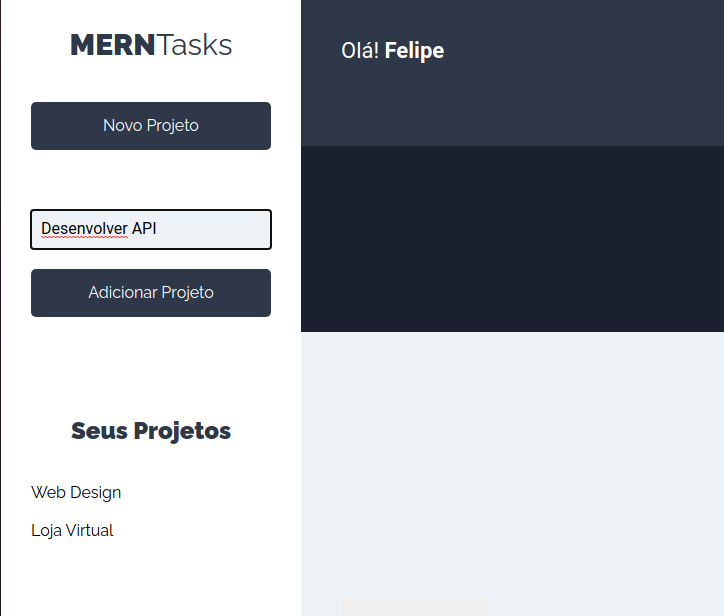 MERNTasks
Novo Projeto
Desenvolver API
Adicionar Projeto
Seus Projetos
Web Design
Loja Virtual
Olá! Felipe